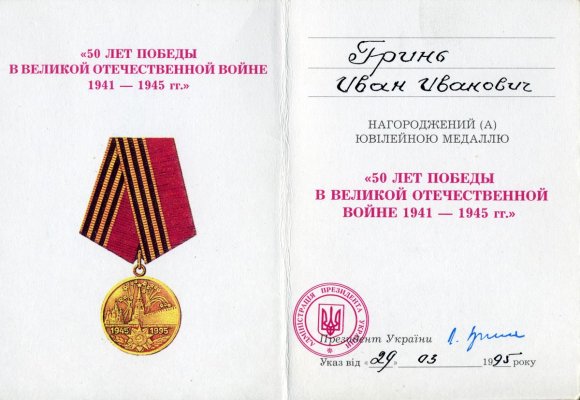 «50 ЛЕТ ПОБЕДЫ
В ВЕЛИКОЙ ОТЕЧЕСТВЕННОЙ ВОЙНЕ
1941 — 1945 гг.»
1945 1995
Гринь
Иван Иванович
НАГОРОДЖЕНИЙ (А)
ЮВІЛЕЙНОЮ МЕДАЛЛЮ
«50 ЛЕТ ПОБЕДЫ
В ВЕЛИКОЙ ОТЕЧЕСТВЕННОЙ
ВОЙНЕ 1941 — 1945 гг.»
АДМІНІСТРАЦІЯ ПРЕЗИДЕНТА УКРАЇНИ
Президент України
Указ від «29» 03 1995 року